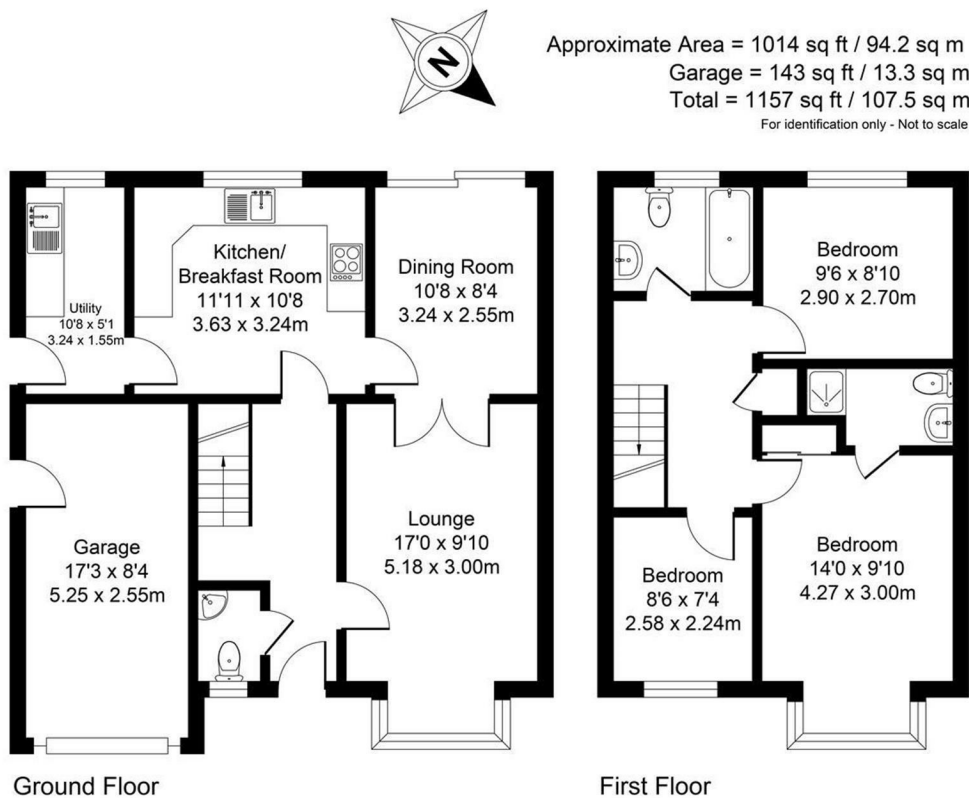 N
Approximate Area = 1014 sq ft / 94.2 sq m
Garage = 143 sq ft / 13.3 sq m
Total = 1157 sq ft / 107.5 sq m
For identification only - Not to scale
Utility
10'8 x 5'1
3.24 x 1.55m
Kitchen/
Breakfast Room
11'11 x 10'8
3.63 x 3.24m
Dining Room
10'8 x 8'4
3.24 x 2.55m
Garage
17'3 x 8'4
5.25 x 2.55m
Lounge
17'0 x 9'10
5.18 x 3.00m
Ground Floor
Bedroom
9'6 x 8'10
2.90 x 2.70m
Bedroom
8'6 x 7'4
2.58 x 2.24m
Bedroom
14'0 x 9'10
4.27 x 3.00m
First Floor